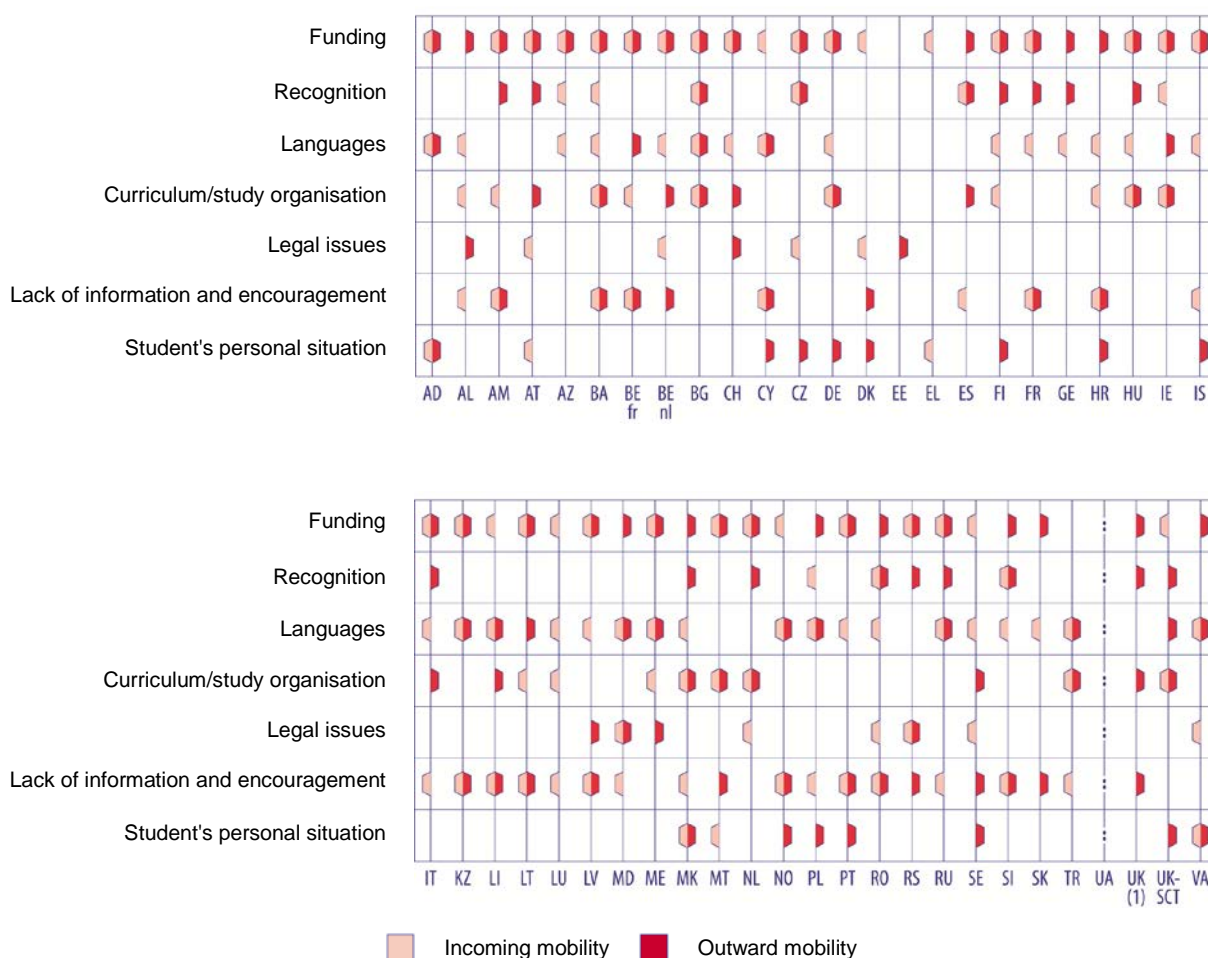 Funding
Recognition
Languages
Curriculum/study organisation
Legal issues
Lack of information and encouragement
Student's personal situation
AD AL AM AT AZ BA BE fr BE nl BG CH CY CZ DE DK EE EL ES FI FR GE HR HU IE IS
Funding
Recognition
Languages
Curriculum/study organisation
Legal issues
Lack of information and encouragement
Student's personal situation
:
:
:
:
:
:
:
IT KZ LI LT LU LV MD ME MK MT NL NO PL PT RO RS RU SE SI SK TR UA UK (1) UK-SCT VA
Incoming mobility Outward mobility